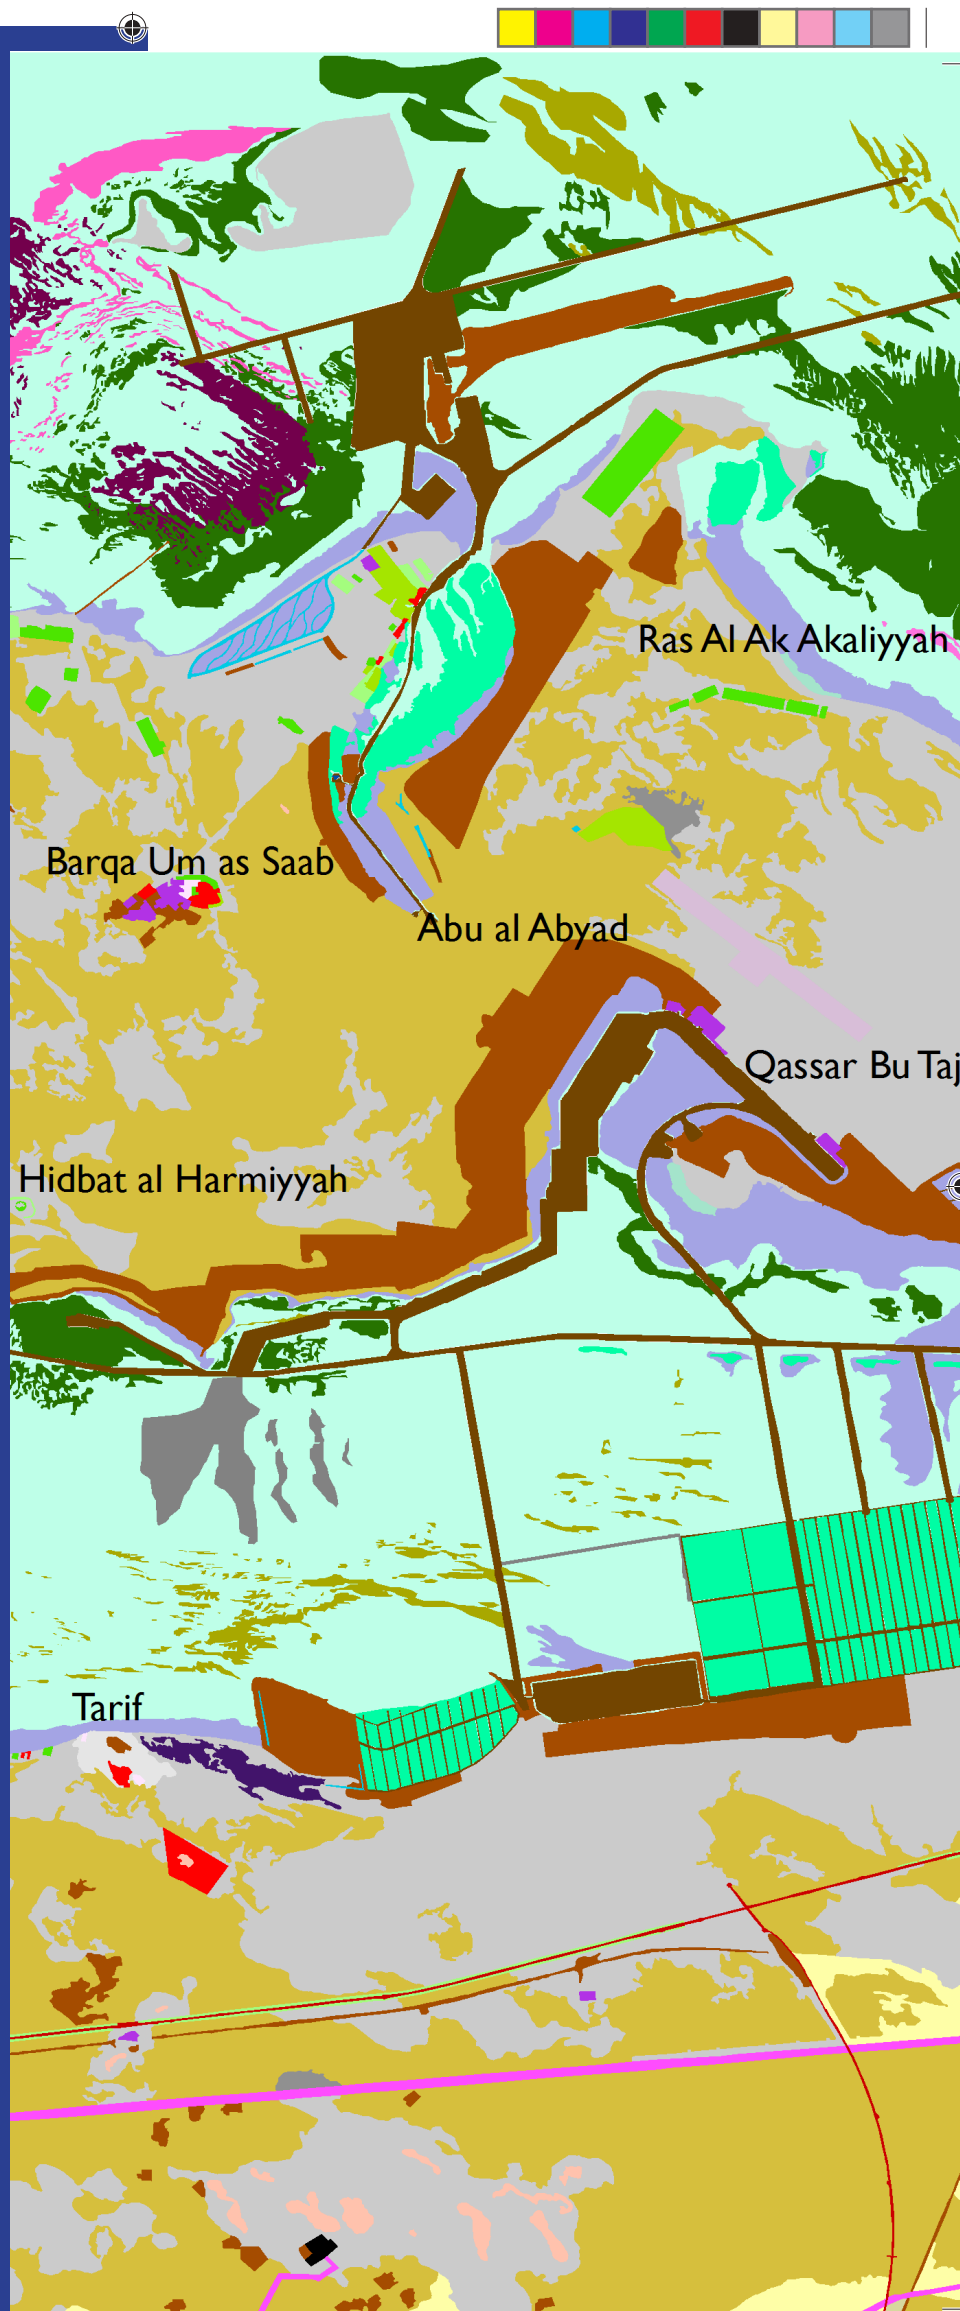 Ras Al Ak Akaliyyah
Barqa Um as Saab
Abu al Abyad
Qassar Bu Taj
Hidbat al Harmiyyah
Tarif